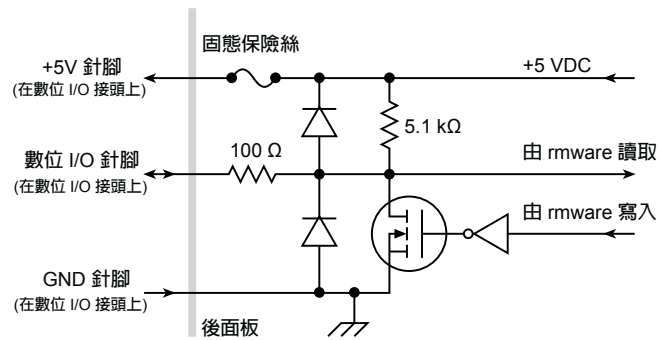 固態保險絲
+5V 針腳
(在數位 I/O 接頭上)
+5 VDC
5.1 kΩ
100 Ω
數位 I/O 針腳
(在數位 I/O 接頭上)
由 rmware 讀取
由 rmware 寫入
GND 針腳
(在數位 I/O 接頭上)
後面板